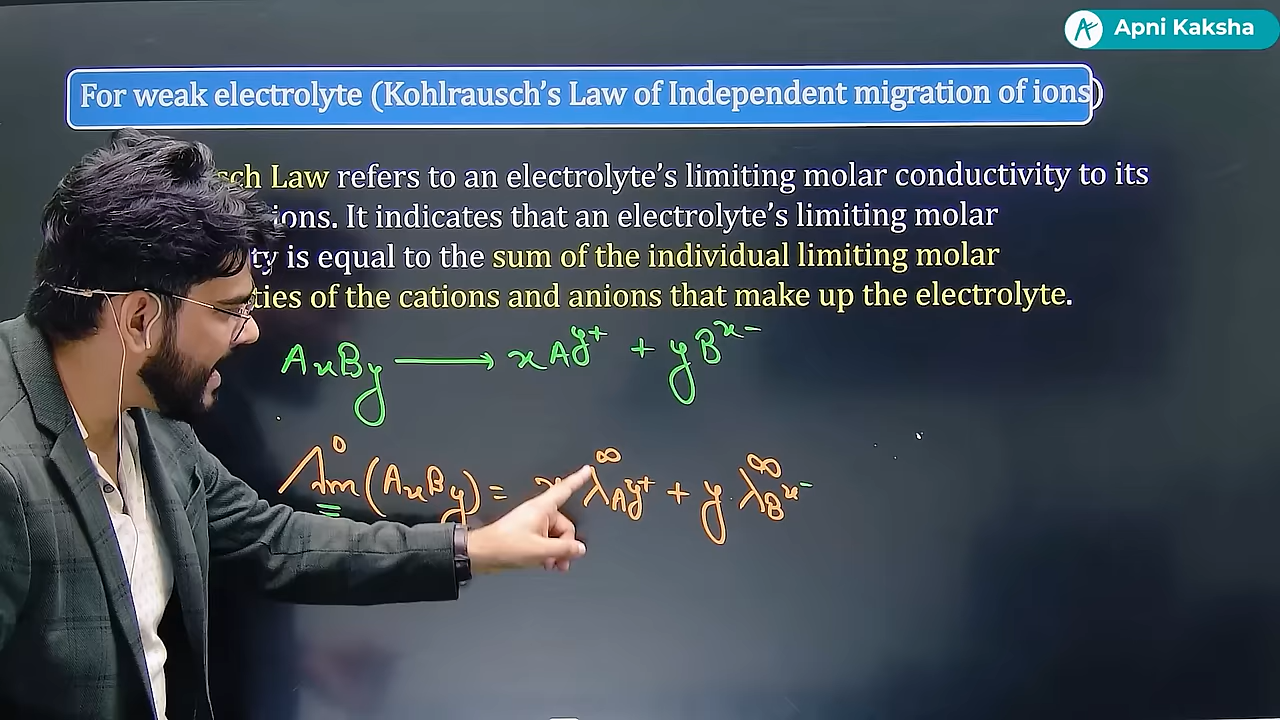 Apni Kaksha
For weak electrolyte (Kohlrausch's Law of Independent migration of ions)
sch Law refers to an electrolyte's limiting molar conductivity to its
ions. It indicates that an electrolyte's limiting molar
ty is equal to the sum of the individual limiting molar
ties of the cations and anions that make up the electrolyte.
AxBy ⟶ xA^y+ + yB^x-
Λ°m (AxBy) = x λ^∞ A^y+ + y λ^∞ B^x-